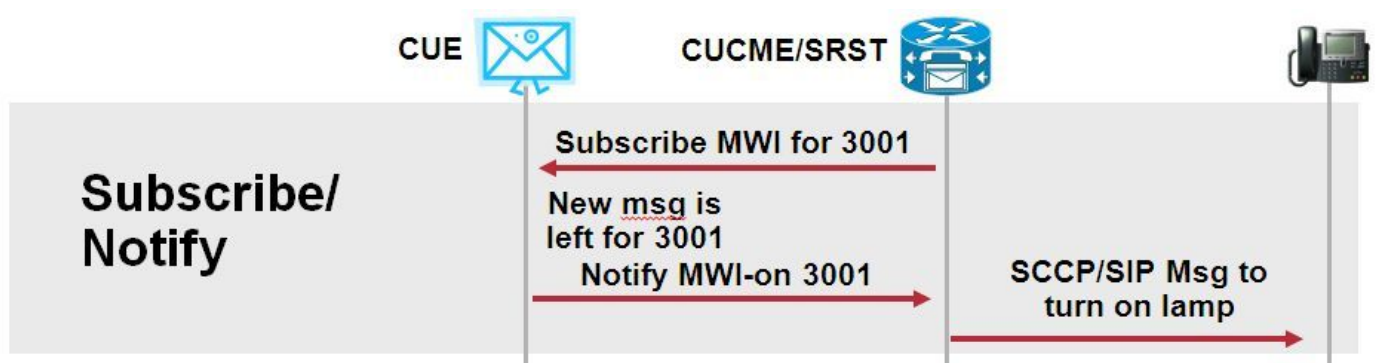 CUE
CUCME/SRST
Subscribe/
Notify
Subscribe MWI for 3001
New msg is
left for 3001
Notify MWI-on 3001
SCCP/SIP Msg to
turn on lamp